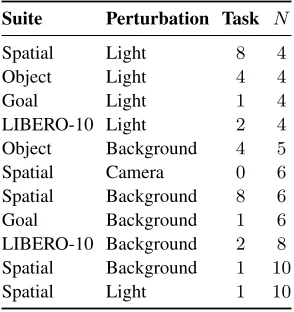 Suite Perturbation Task N
Spatial Light 8 4
Object Light 4 4
Goal Light 1 4
LIBERO-10 Light 2 4
Object Background 4 5
Spatial Camera 0 6
Spatial Background 8 6
Goal Background 1 6
LIBERO-10 Background 2 8
Spatial Background 1 10
Spatial Light 1 10